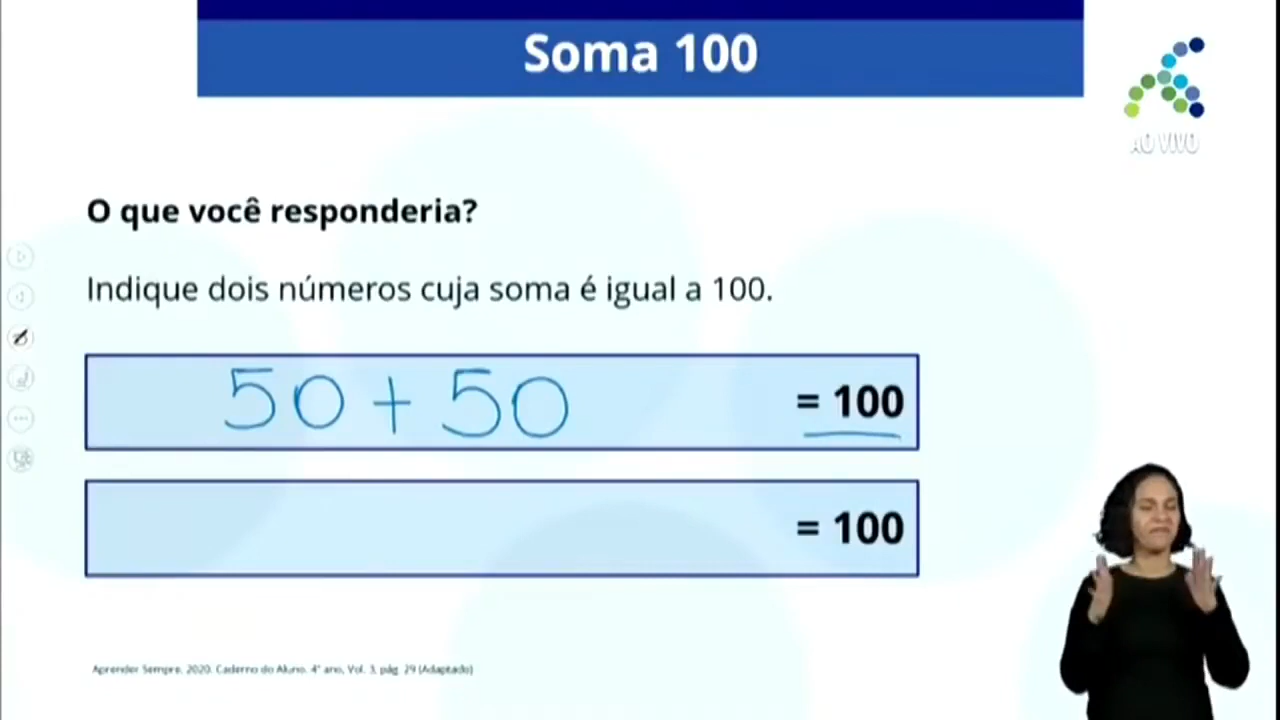 Soma 100
AO VIVO
O que você responderia?
Indique dois números cuja soma é igual a 100.
50 + 50 = 100
= 100
Aprender Sempre, 2020. Caderno do Aluno. 4° ano, Vol. 3, pág. 29 (Adaptado)